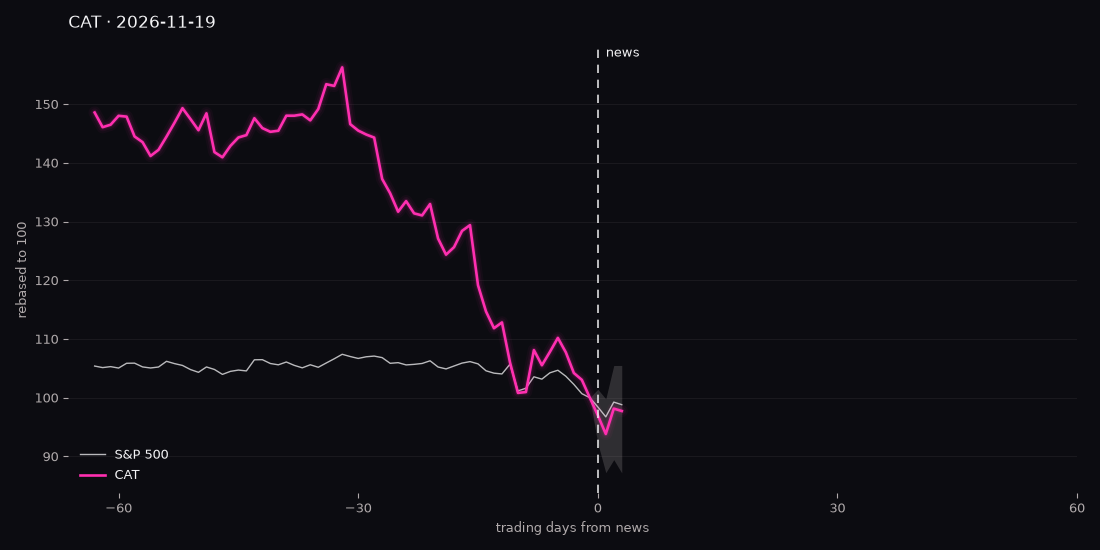 CAT · 2026-11-19
news
150
140
130
120
110
100
90
rebased to 100
S&P 500
CAT
−60
−30
0
30
60
trading days from news